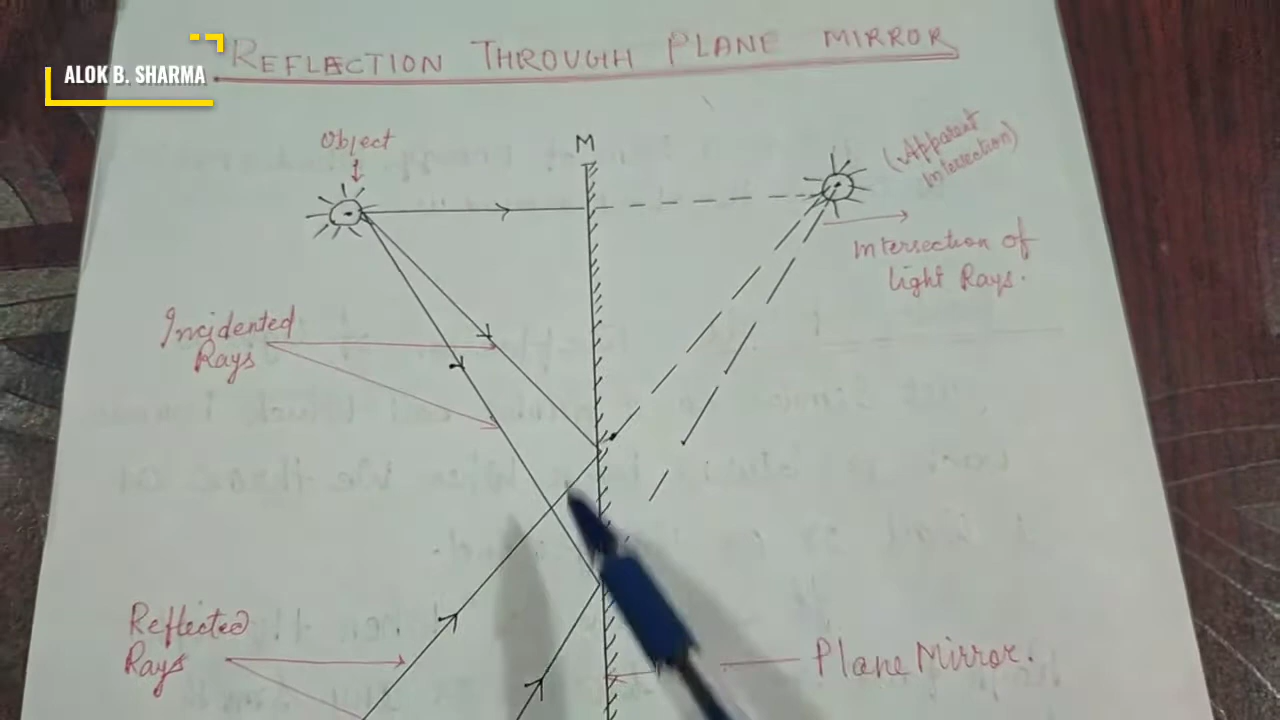 REFLECTION THROUGH PLANE MIRROR
ALOK B. SHARMA
Object
M
(Apparent
Intersection)
Intersection of
light Rays.
Incidented
Rays
Reflected
Rays
Plane Mirror.